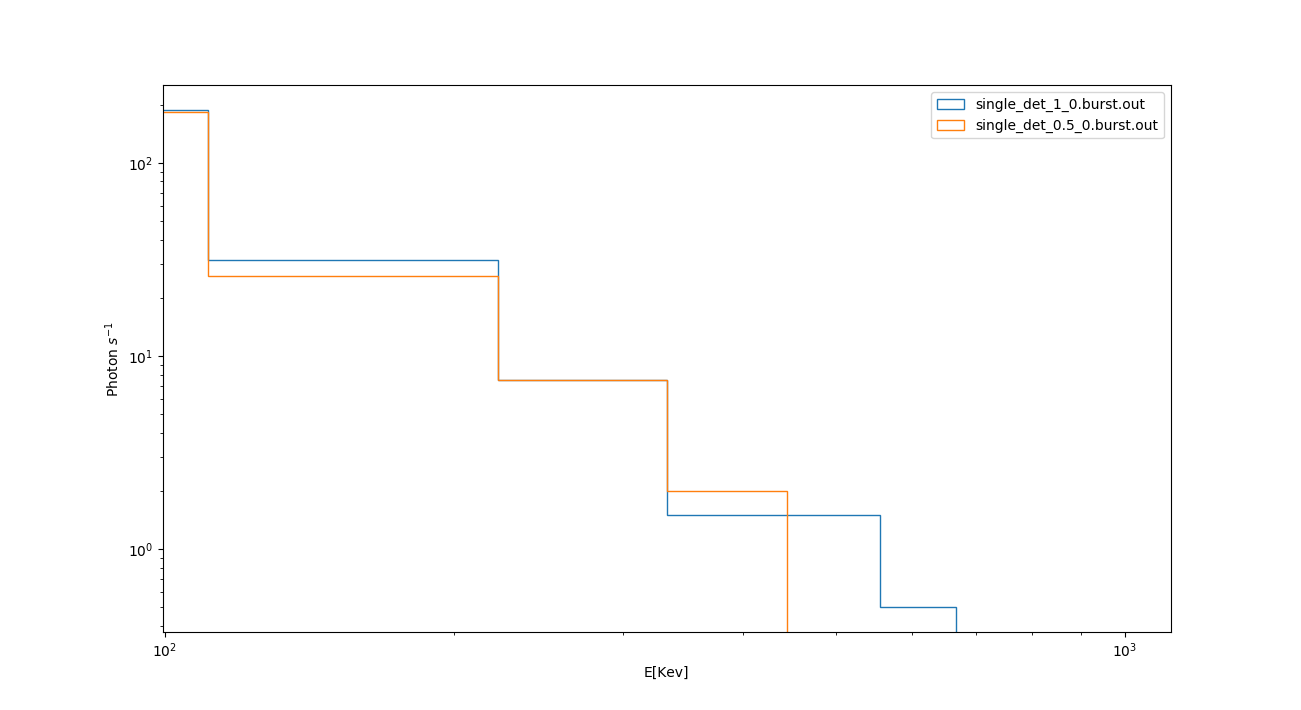 single_det_1_0.burst.out
single_det_0.5_0.burst.out
10²
10¹
10⁰
Photon s⁻¹
10²
10³
E[Kev]